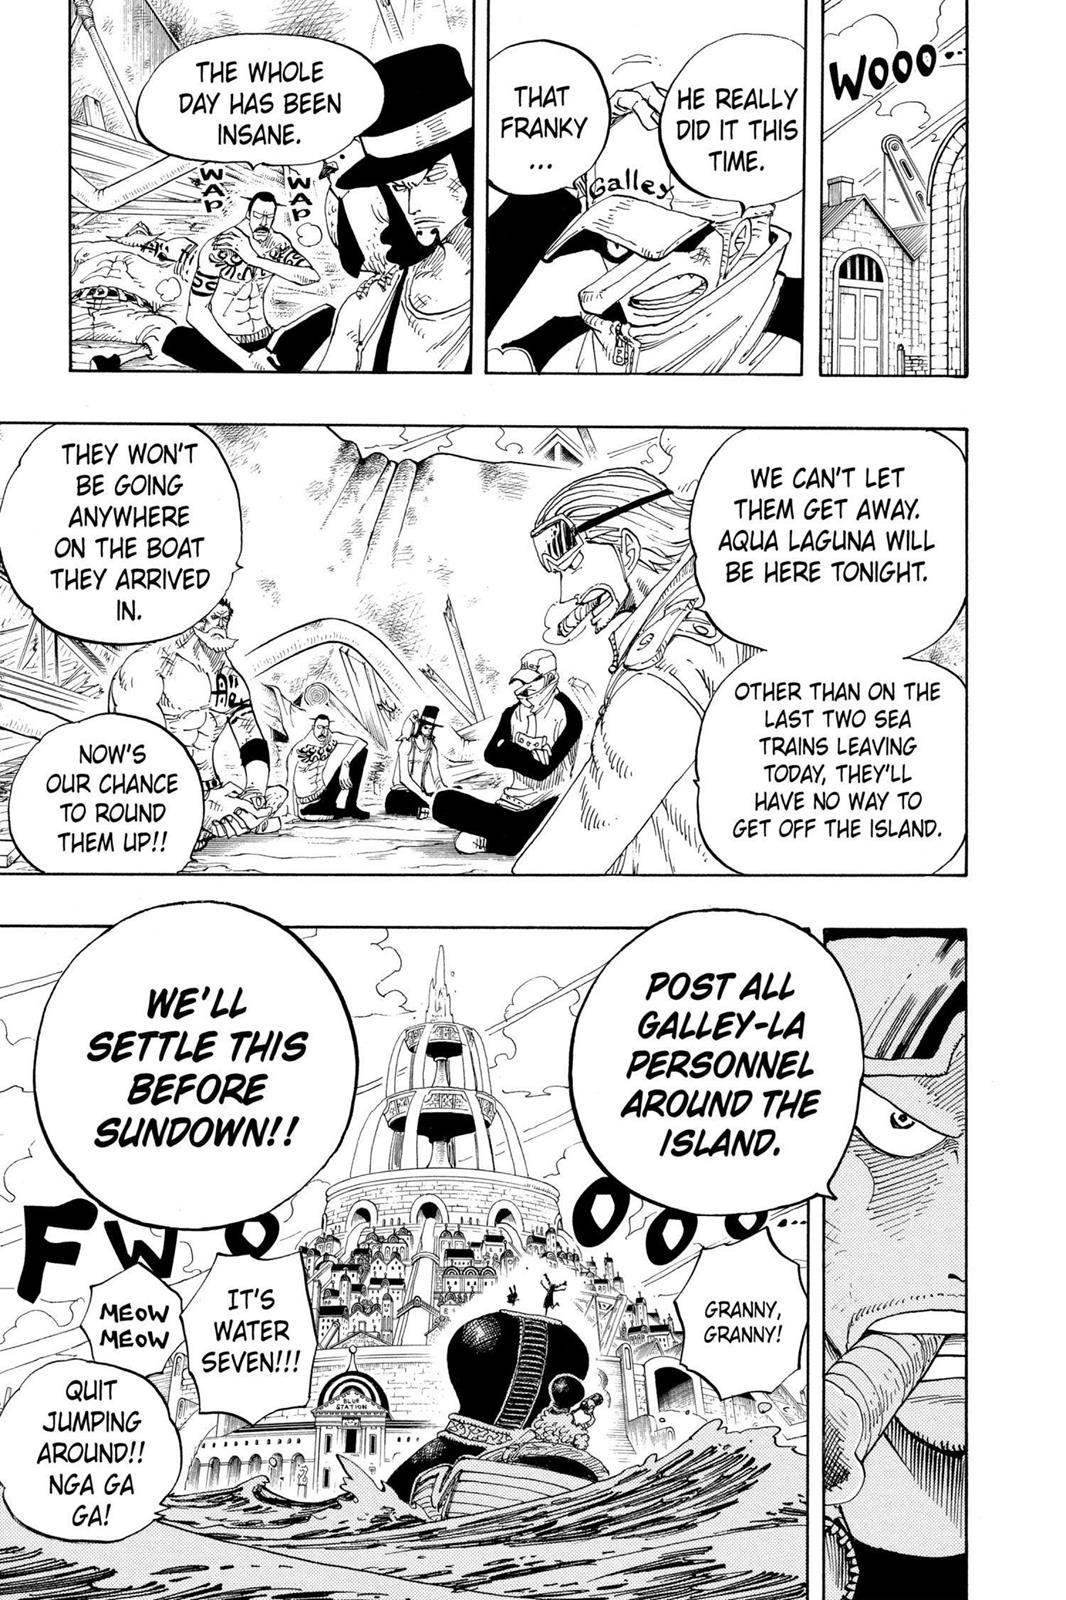 WOOO...
HE REALLY
DID IT THIS
TIME.
THAT
FRANKY
...
Galley
THE WHOLE
DAY HAS BEEN
INSANE.
WAP
WAP
WE CAN'T LET
THEM GET AWAY.
AQUA LAGUNA WILL
BE HERE TONIGHT.
OTHER THAN ON THE
LAST TWO SEA
TRAINS LEAVING
TODAY, THEY'LL
HAVE NO WAY TO
GET OFF THE ISLAND.
THEY WON'T
BE GOING
ANYWHERE
ON THE BOAT
THEY ARRIVED
IN.
NOW'S
OUR CHANCE
TO ROUND
THEM UP!!
POST ALL
GALLEY-LA
PERSONNEL
AROUND THE
ISLAND.
WE'LL
SETTLE THIS
BEFORE
SUNDOWN!!
FWOOOO...
GRANNY,
GRANNY!
IT'S
WATER
SEVEN!!!
MEOW
MEOW
QUIT
JUMPING
AROUND!!
NGA GA
GA!
BLUE
STATION